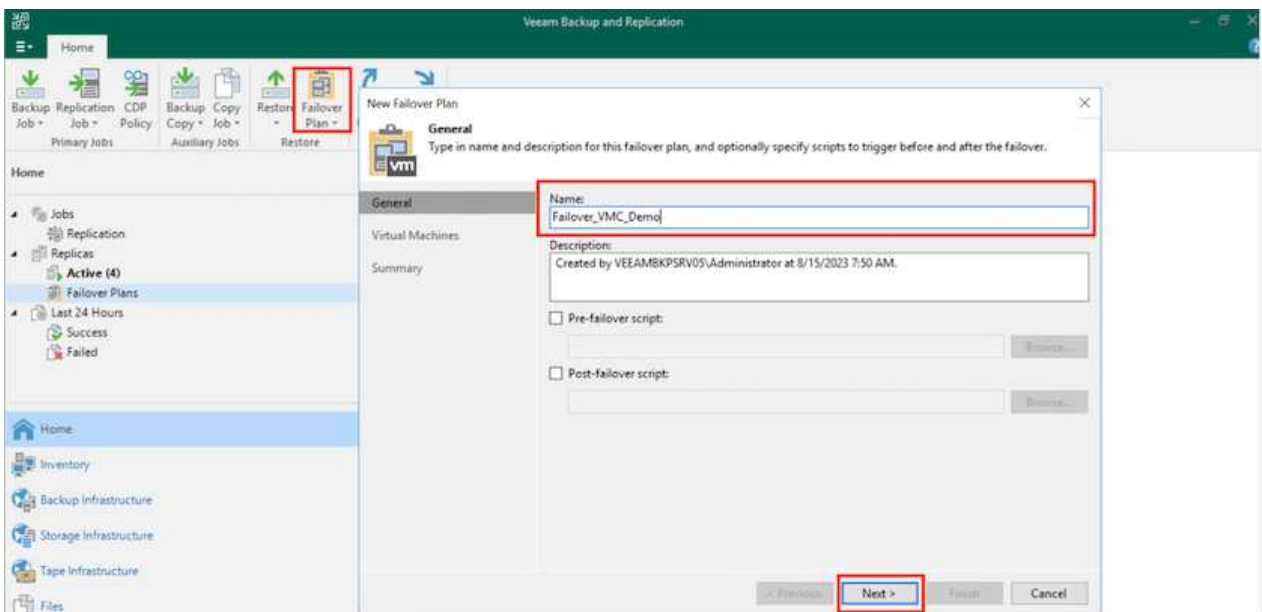 Veeam Backup and Replication
Home
Backup Job
Replication Job
CDP Policy
Primary Jobs
Backup Copy
Copy Job
Auxiliary Jobs
Restore
Failover Plan
Restore
Home
Jobs
Replication
Replicas
Active (4)
Failover Plans
Last 24 Hours
Success
Failed
Home
Inventory
Backup Infrastructure
Storage Infrastructure
Tape Infrastructure
Files
New Failover Plan
General
Type in name and description for this failover plan, and optionally specify scripts to trigger before and after the failover.
vm
General
Virtual Machines
Summary
Name:
Failover_VMC_Demo
Description:
Created by VEEAMBKPSRV05\Administrator at 8/15/2023 7:50 AM.
Pre-failover script:
Browse...
Post-failover script:
Browse...
< Previous
Next >
Finish
Cancel